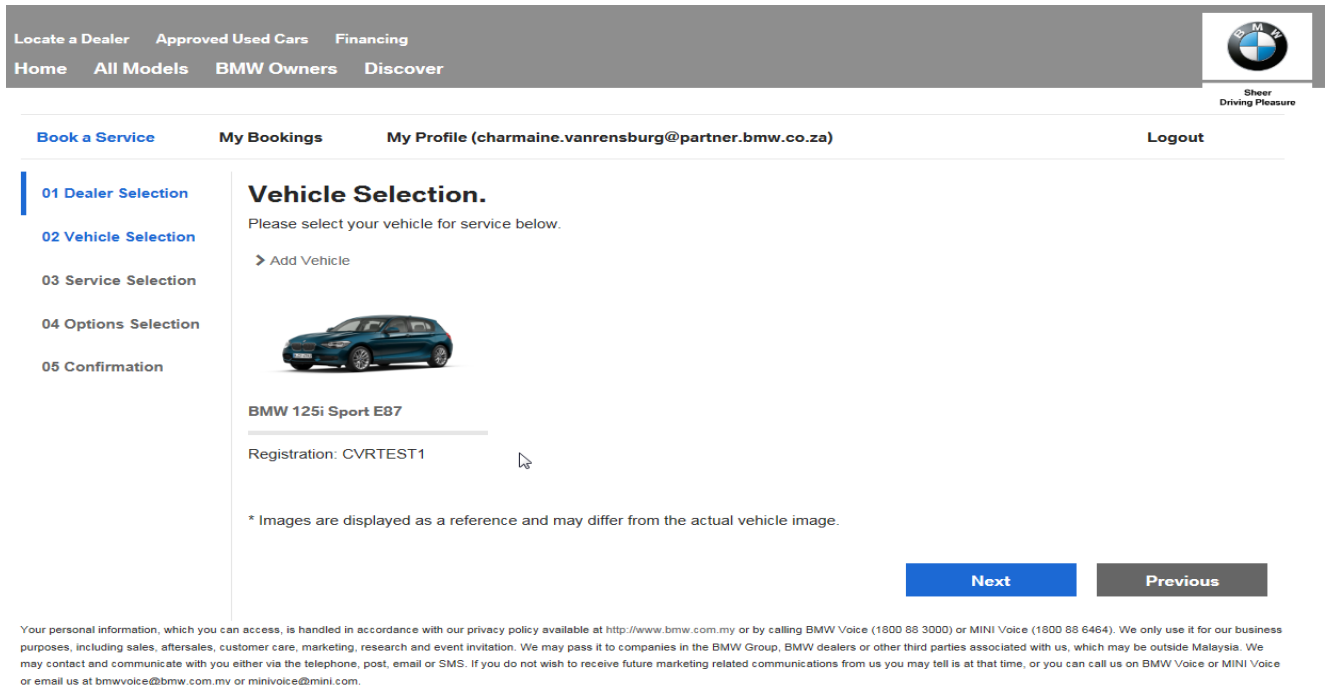 Locate a Dealer Approved Used Cars Financing
Home All Models BMW Owners Discover
BMW
Sheer
Driving Pleasure
Book a Service My Bookings My Profile (charmaine.vanrensburg@partner.bmw.co.za) Logout
01 Dealer Selection
02 Vehicle Selection
03 Service Selection
04 Options Selection
05 Confirmation
Vehicle Selection.
Please select your vehicle for service below.
Add Vehicle
BMW 125i Sport E87
Registration: CVRTEST1
* Images are displayed as a reference and may differ from the actual vehicle image.
Next Previous
Your personal information, which you can access, is handled in accordance with our privacy policy available at http://www.bmw.com.my or by calling BMW Voice (1800 88 3000) or MINI Voice (1800 88 6464). We only use it for our business
purposes, including sales, aftersales, customer care, marketing, research and event invitation. We may pass it to companies in the BMW Group, BMW dealers or other third parties associated with us, which may be outside Malaysia. We
may contact and communicate with you either via the telephone, post, email or SMS. If you do not wish to receive future marketing related communications from us you may tell is at that time, or you can call us on BMW Voice or MINI Voice
or email us at bmwvoice@bmw.com.my or minivoice@mini.com.